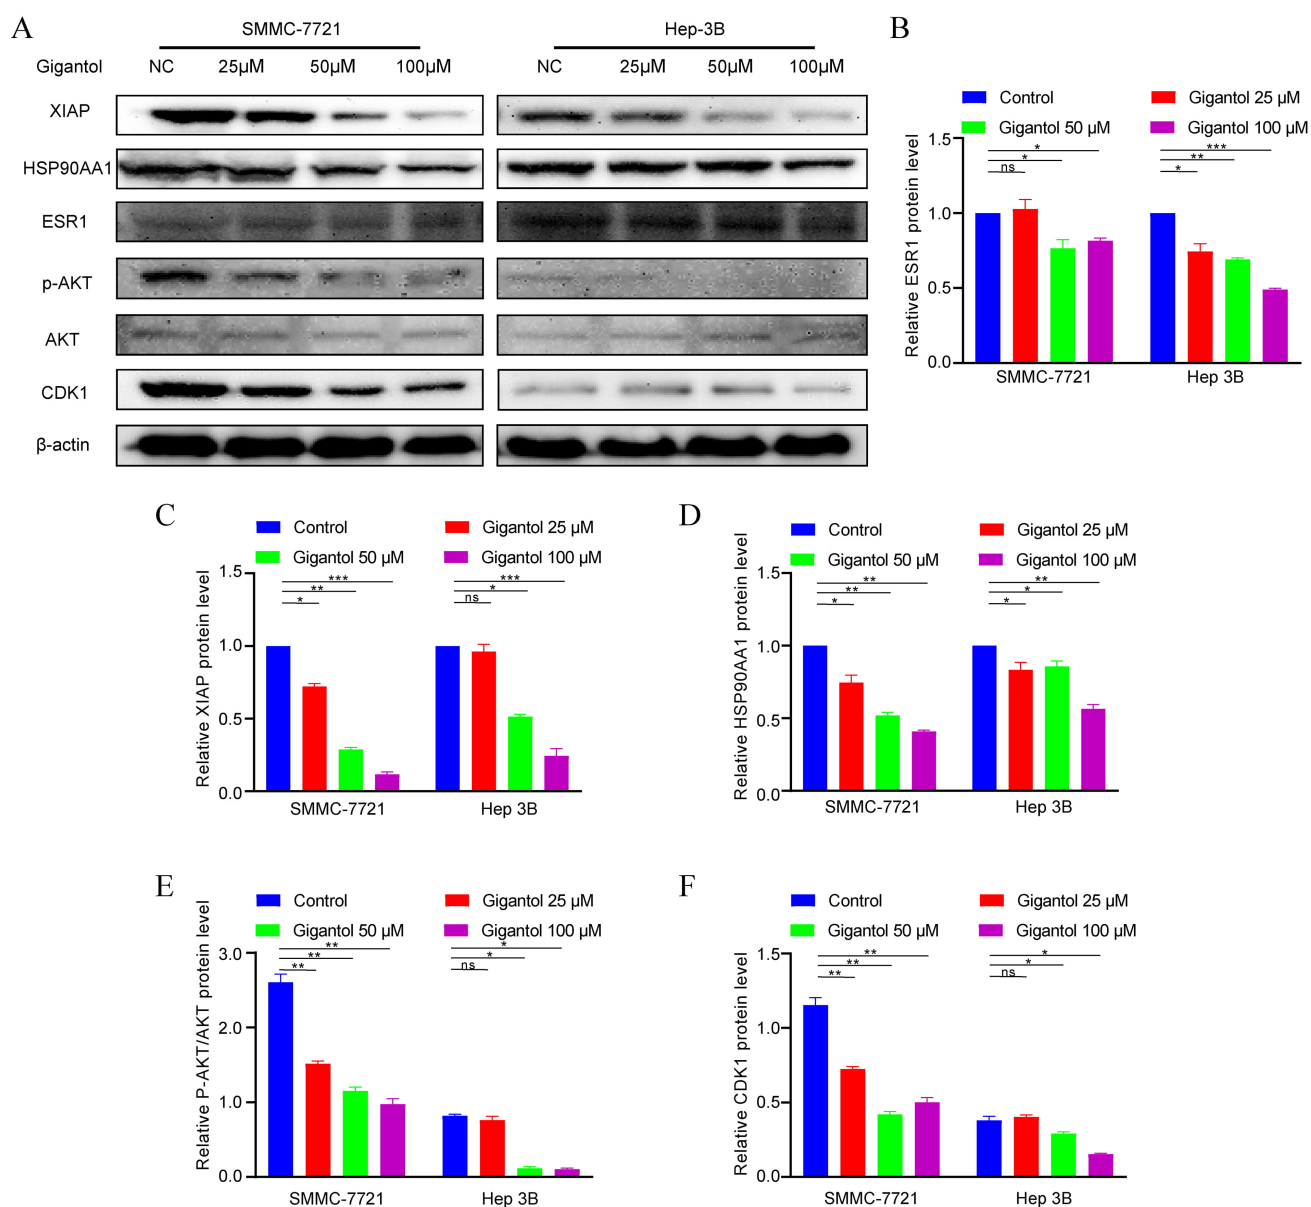 A
SMMC-7721
Hep-3B
Gigantol
NC 25μM 50μM 100μM
NC 25μM 50μM 100μM
XIAP
HSP90AA1
ESR1
p-AKT
AKT
CDK1
β-actin
B
Control
Gigantol 25 μM
Gigantol 50 μM
Gigantol 100 μM
Relative ESR1 protein level
1.5
1.0
0.5
0.0
*
*
ns
***
**
*
SMMC-7721
Hep 3B
C
Control
Gigantol 25 μM
Gigantol 50 μM
Gigantol 100 μM
Relative XIAP protein level
1.5
1.0
0.5
0.0
***
**
*
***
*
ns
SMMC-7721
Hep 3B
D
Control
Gigantol 25 μM
Gigantol 50 μM
Gigantol 100 μM
Relative HSP90AA1 protein level
1.5
1.0
0.5
0.0
**
**
*
**
*
*
SMMC-7721
Hep 3B
E
Control
Gigantol 25 μM
Gigantol 50 μM
Gigantol 100 μM
Relative P-AKT/AKT protein level
3.0
2.0
1.0
0.0
**
**
**
*
*
ns
SMMC-7721
Hep 3B
F
Control
Gigantol 25 μM
Gigantol 50 μM
Gigantol 100 μM
Relative CDK1 protein level
1.5
1.0
0.5
0.0
**
**
**
*
*
ns
SMMC-7721
Hep 3B